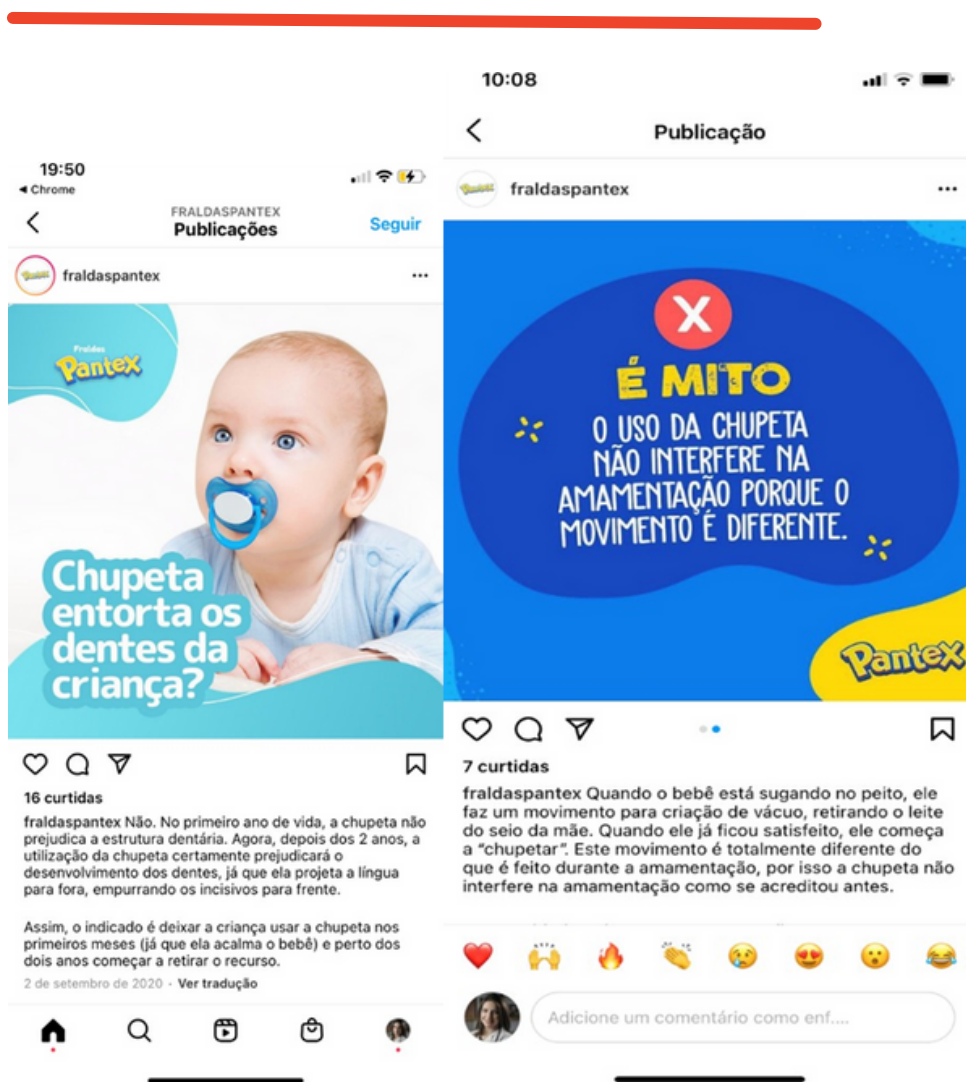 19:50
Chrome
FRALDASPANTEX
Publicações
Seguir
fraldaspantex
Fraldas
Pantex
Chupeta
entorta os
dentes da
criança?
16 curtidas
fraldaspantex Não. No primeiro ano de vida, a chupeta não
prejudica a estrutura dentária. Agora, depois dos 2 anos, a
utilização da chupeta certamente prejudicará o
desenvolvimento dos dentes, já que ela projeta a língua
para fora, empurrando os incisivos para frente.
Assim, o indicado é deixar a criança usar a chupeta nos
primeiros meses (já que ela acalma o bebê) e perto dos
dois anos começar a retirar o recurso.
2 de setembro de 2020 · Ver tradução
10:08
Publicação
fraldaspantex
X
É MITO
O USO DA CHUPETA
NÃO INTERFERE NA
AMAMENTAÇÃO PORQUE O
MOVIMENTO É DIFERENTE.
Pantex
7 curtidas
fraldaspantex Quando o bebê está sugando no peito, ele
faz um movimento para criação de vácuo, retirando o leite
do seio da mãe. Quando ele já ficou satisfeito, ele começa
a “chupetar”. Este movimento é totalmente diferente do
que é feito durante a amamentação, por isso a chupeta não
interfere na amamentação como se acreditou antes.
Adicione um comentário como enf....